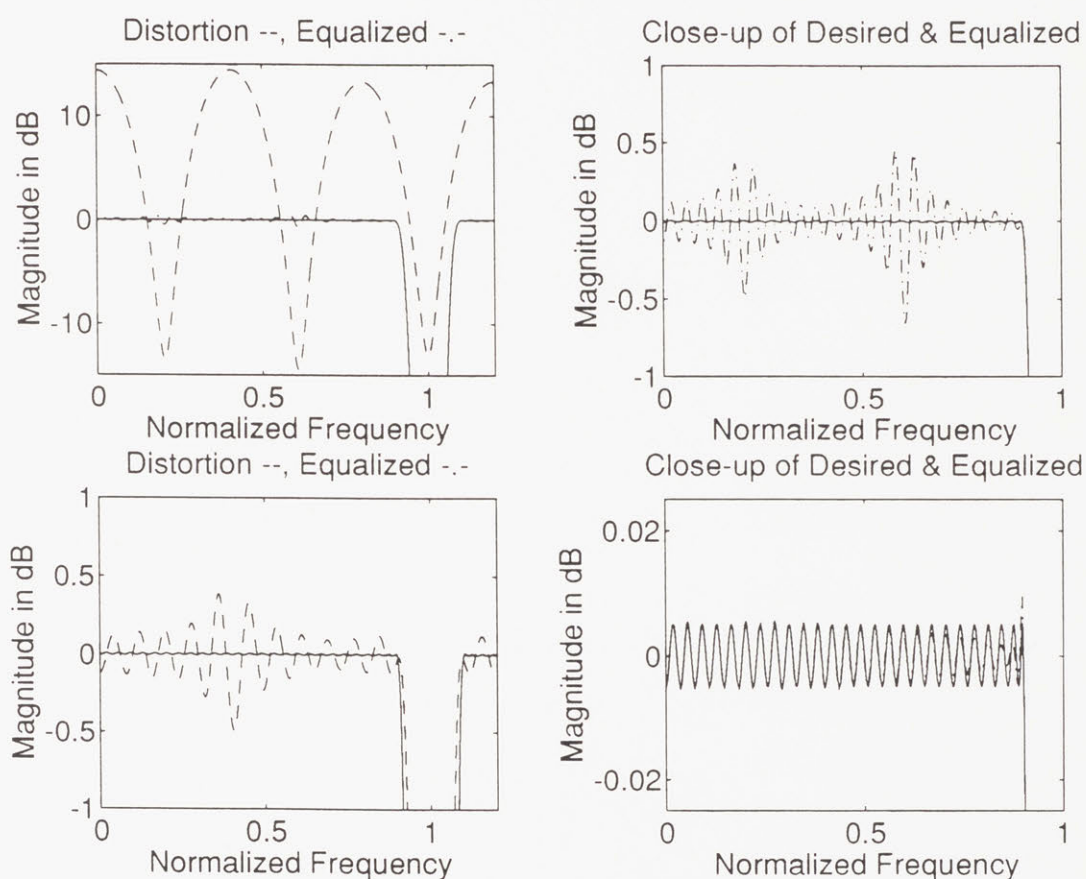 Distortion --, Equalized -.-
Magnitude in dB
10
0
-10
0
0.5
1
Normalized Frequency
Close-up of Desired & Equalized
Magnitude in dB
1
0.5
0
-0.5
-1
0
0.5
1
Normalized Frequency
Distortion --, Equalized -.-
Magnitude in dB
1
0.5
0
-0.5
-1
0
0.5
1
Normalized Frequency
Close-up of Desired & Equalized
Magnitude in dB
0.02
0
-0.02
0
0.5
1
Normalized Frequency